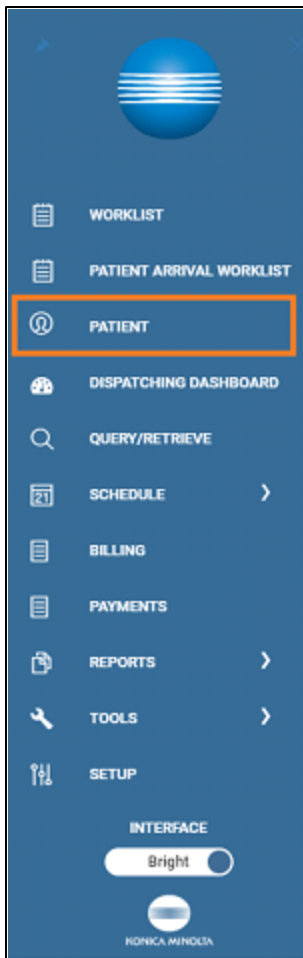 WORKLIST
PATIENT ARRIVAL WORKLIST
PATIENT
DISPATCHING DASHBOARD
QUERY/RETRIEVE
21 SCHEDULE
BILLING
PAYMENTS
REPORTS
TOOLS
SETUP
INTERFACE
Bright
KONICA MINOLTA